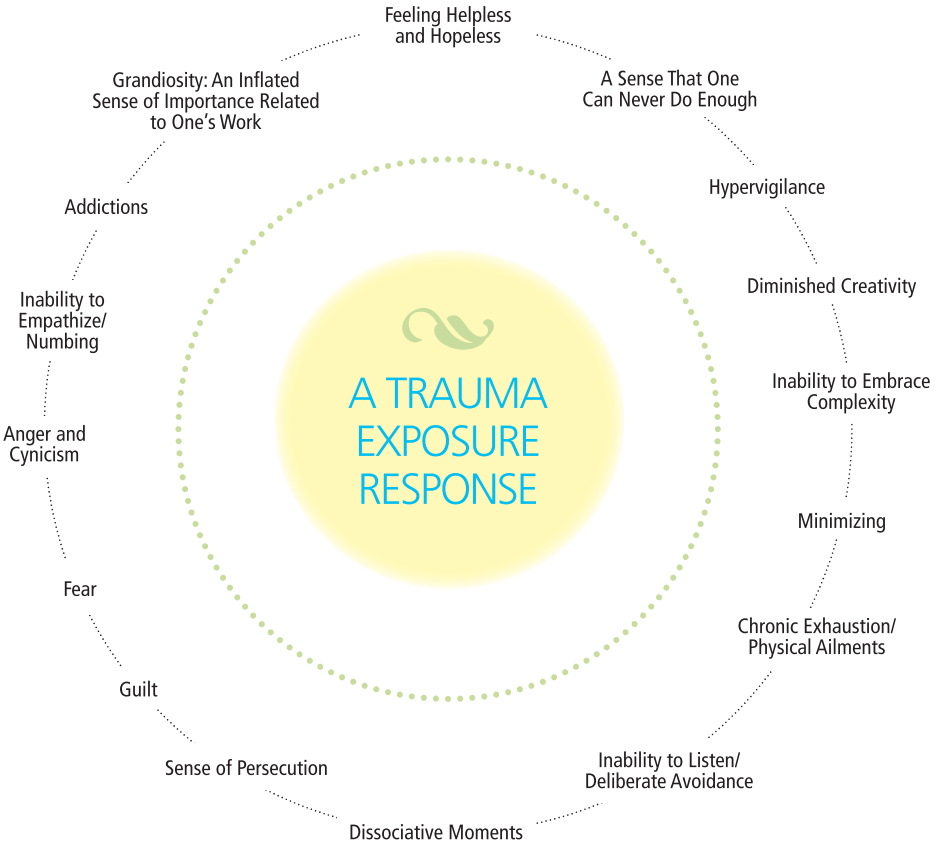 Feeling Helpless
and Hopeless
A Sense That One
Can Never Do Enough
Hypervigilance
Diminished Creativity
Inability to Embrace
Complexity
Minimizing
Chronic Exhaustion/
Physical Ailments
Inability to Listen/
Deliberate Avoidance
Dissociative Moments
Sense of Persecution
Guilt
Fear
Anger and
Cynicism
Inability to
Empathize/
Numbing
Addictions
Grandiosity: An Inflated
Sense of Importance Related
to One’s Work
A TRAUMA
EXPOSURE
RESPONSE